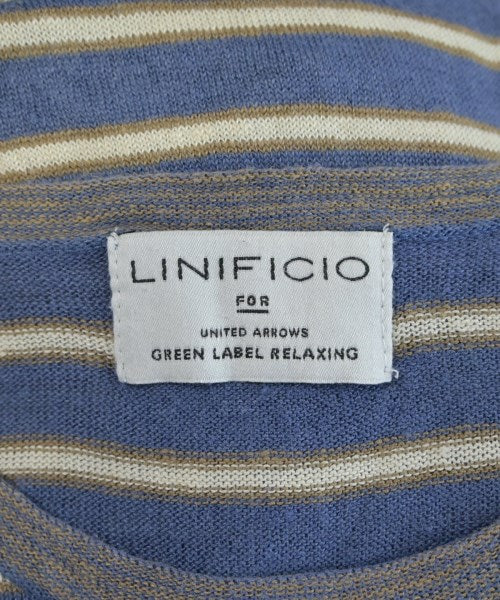 LINIFICIO
FOR
UNITED ARROWS
GREEN LABEL RELAXING